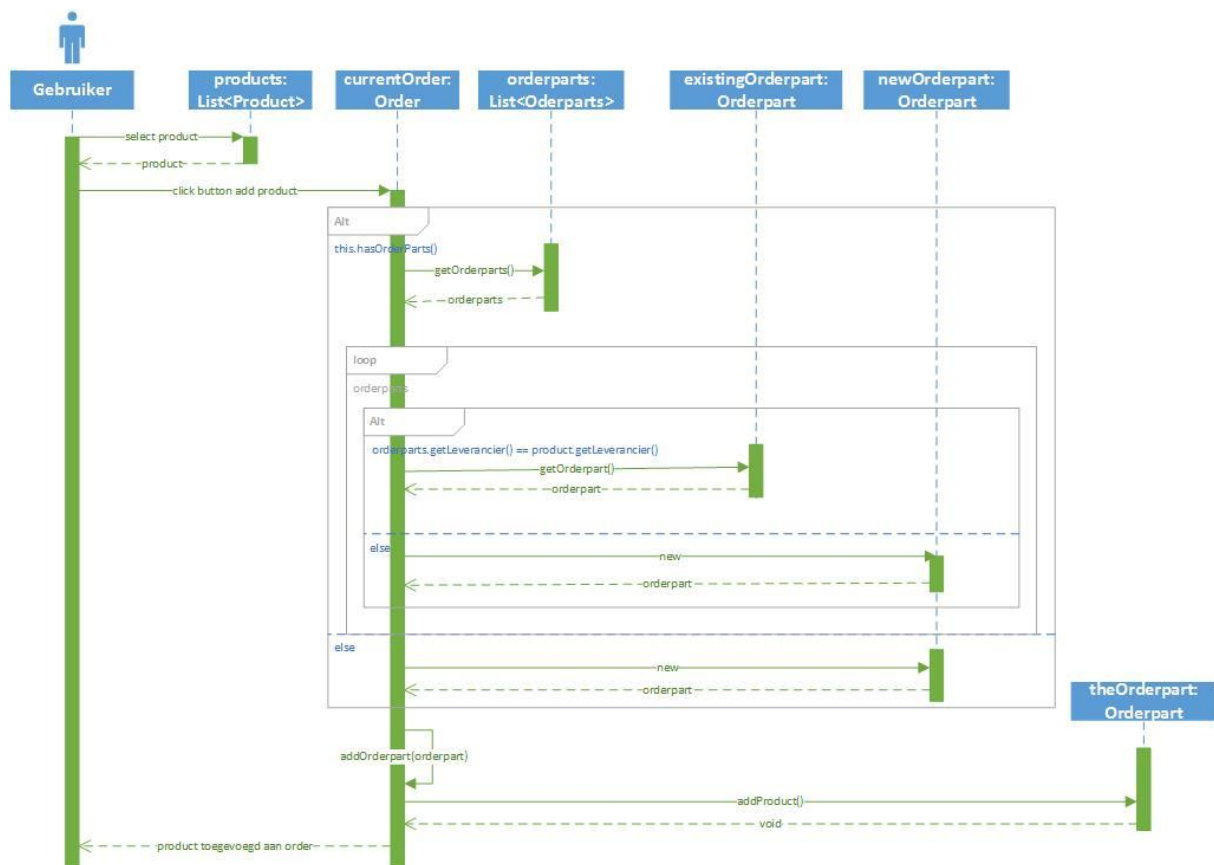 Gebruiker
products:
List<Product>
currentOrder:
Order
orderparts:
List<Oderparts>
existingOrderpart:
Orderpart
newOrderpart:
Orderpart
select product
product
click button add product
Alt
this.hasOrderParts()
getOrderparts()
orderparts
loop
orderparts
Alt
orderparts.getLeverancier() == product.getLeverancier()
getOrderpart()
orderpart
else
new
orderpart
else
new
orderpart
theOrderpart:
Orderpart
addOrderpart(orderpart)
addProduct()
void
product toegevoegd aan order